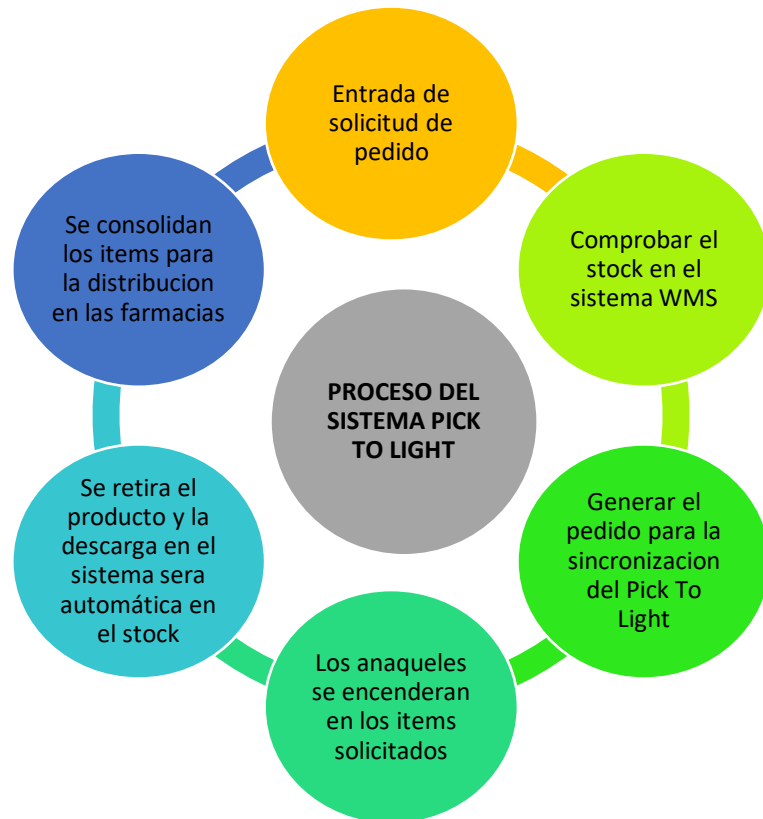 Entrada de
solicitud de
pedido
Comprobar el
stock en el
sistema WMS
Generar el
pedido para la
sincronizacion
del Pick To
Light
Los anaqueles
se encenderan
en los items
solicitados
Se retira el
producto y la
descarga en el
sistema sera
automática en
el stock
Se consolidan
los items para
la distribucion
en las farmacias
PROCESO DEL
SISTEMA PICK
TO LIGHT